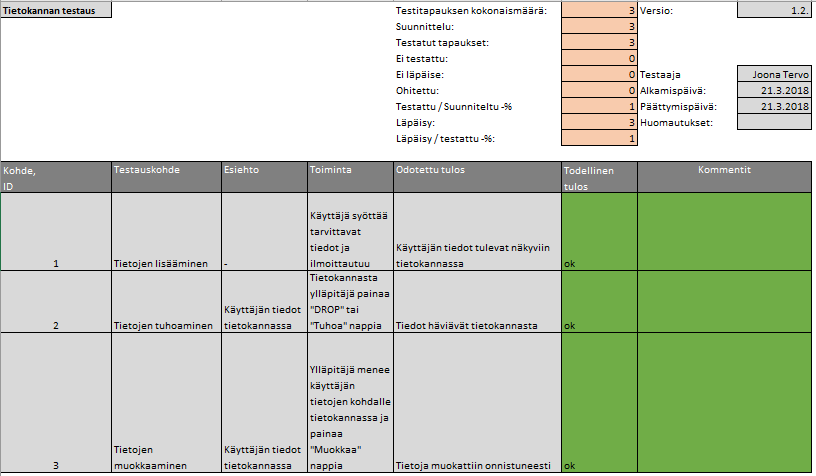 Tietokannan testaus
Testitapauksen kokonaismäärä: 3 Versio: 1.2.
Suunnittelu: 3
Testatut tapaukset: 3
Ei testattu: 0
Ei läpäise: 0 Testaaja Joona Tervo
Ohitettu: 0 Alkamispäivä: 21.3.2018
Testattu / Suunniteltu -% 1 Päättymispäivä: 21.3.2018
Läpäisy: 3 Huomautukset:
Läpäisy / testattu -%: 1
Kohde,
ID
Testauskohde
Esiehto
Toiminta
Odotettu tulos
Todellinen
tulos
Kommentit
1
Tietojen lisääminen
-
Käyttäjä syöttää
tarvittavat
tiedot ja
ilmoittautuu
Käyttäjän tiedot tulevat näkyviin
tietokannassa
ok
2
Tietojen tuhoaminen
Käyttäjän tiedot
tietokannassa
Tietokannasta
ylläpitäjä painaa
"DROP" tai
"Tuhoa" nappia
Tiedot häviävät tietokannasta
ok
3
Tietojen
muokkaaminen
Käyttäjän tiedot
tietokannassa
Ylläpitäjä menee
käyttäjän
tietojen kohdalle
tietokannassa ja
painaa
"Muokkaa"
nappia
Tietoja muokattiin onnistuneesti
ok